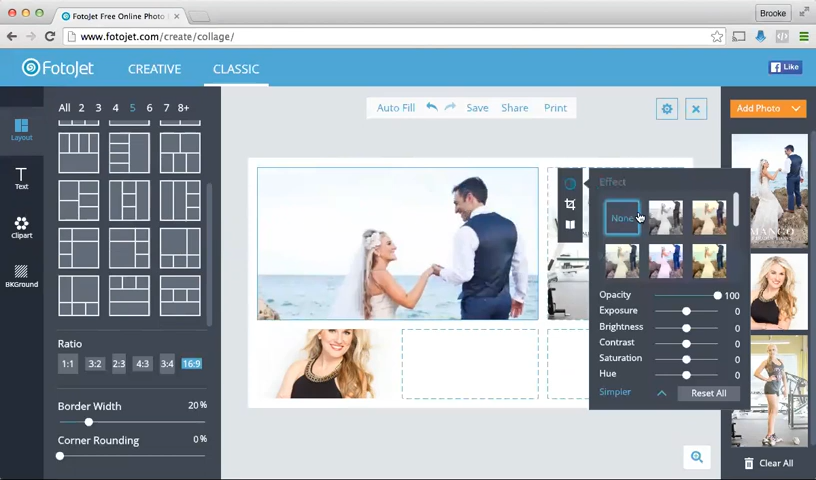 FotoJet Free Online Photo
Brooke
www.fotojet.com/create/collage/
FotoJet
CREATIVE
CLASSIC
Like
All 2 3 4 5 6 7 8+
Auto Fill
Save
Share
Print
Add Photo
Layout
Text
Clipart
BKGround
Effect
None
Opacity 100
Exposure 0
Brightness 0
Contrast 0
Saturation 0
Hue 0
Simpler
Reset All
MANGO
Ratio
1:1 3:2 2:3 4:3 3:4 16:9
Border Width 20 %
Corner Rounding 0 %
Clear All